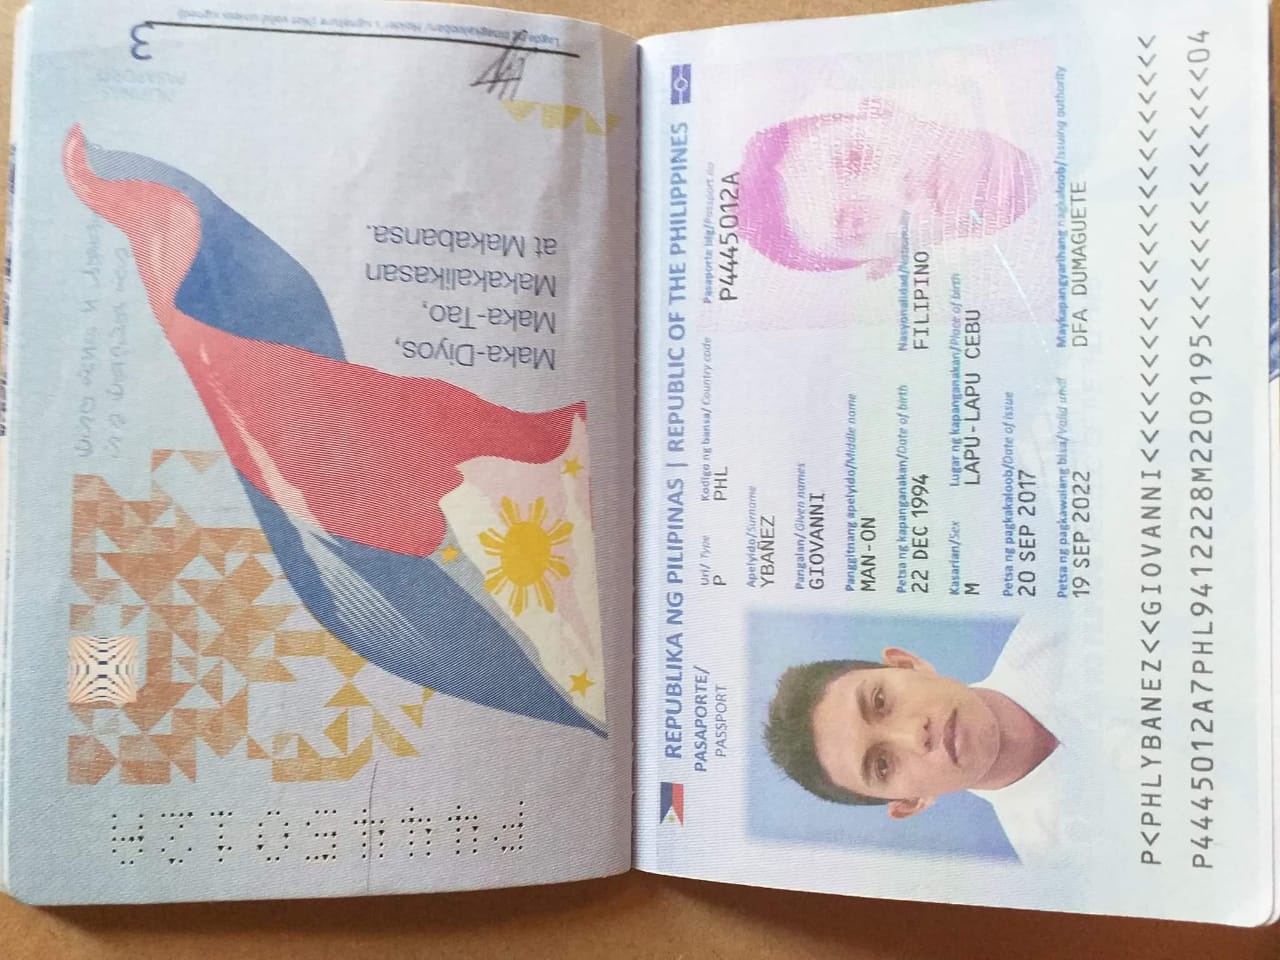 REPUBLIKA NG PILIPINAS | REPUBLIC OF THE PHILIPPINES
PASAPORTE/
PASSPORT
Uri/ Type Kodigo ng bansa/ Country code Pasaporte blg/Passport no
P PHL P4445012A
Apelyido/Surname
YBAÑEZ
Pangalan/ Given names
GIOVANNI
Panggitnang apelyido/Middle name
MAN-ON
Petsa ng kapanganakan/Date of birth Nasyonalidad/Nationality
22 DEC 1994 FILIPINO
Kasarian/Sex Lugar ng kapanganakan/Place of birth
M LAPU-LAPU CEBU
Petsa ng pagkakaloob/Date of issue
20 SEP 2017
Petsa ng pagkawalang bisa/Valid until Maykapangyarihang nagkaloob/Issuing authority
19 SEP 2022 DFA DUMAGUETE
P<PHLYBANEZ<<GIOVANNI<<<<<<<<<<<<<<<<<<<<<<<
P4445012A7PHL9412228M2209195<<<<<<<<<<<<<<04
Maka-Diyos,
Maka-Tao,
Makakalikasan
at Makabansa.
Lagda ng pinagkalooban/ Holder's signature (Not valid unless signed)
3
P4445012A